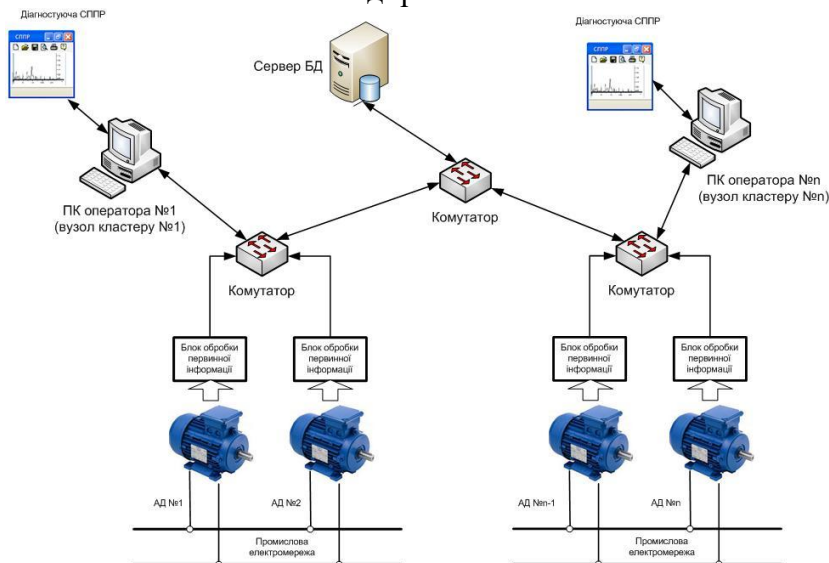 Діагностуюча СППР
СППР
Діагностуюча СППР
СППР
Сервер БД
ПК оператора №1
(вузол кластеру №1)
ПК оператора №n
(вузол кластеру №n)
Комутатор
Комутатор
Комутатор
Блок обробки
первинної
інформації
Блок обробки
первинної
інформації
Блок обробки
первинної
інформації
Блок обробки
первинної
інформації
АД №1
АД №2
АД №n-1
АД №n
Промислова
електромережа
Промислова
електромережа